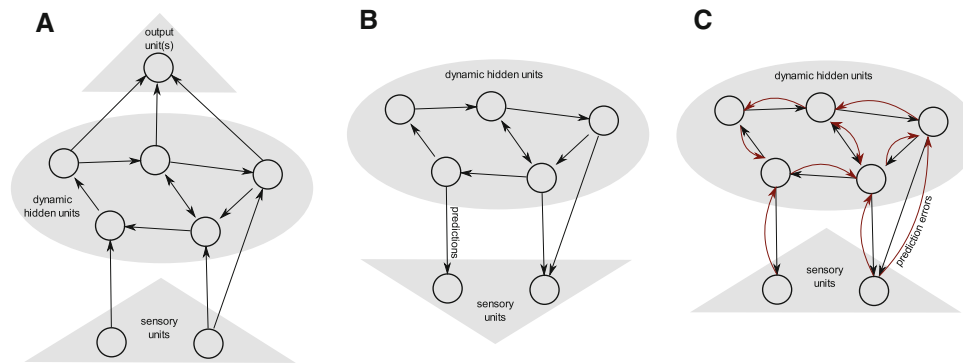 A
output
unit(s)
dynamic
hidden units
sensory
units
B
dynamic hidden units
predictions
sensory
units
C
dynamic hidden units
prediction errors
sensory
units